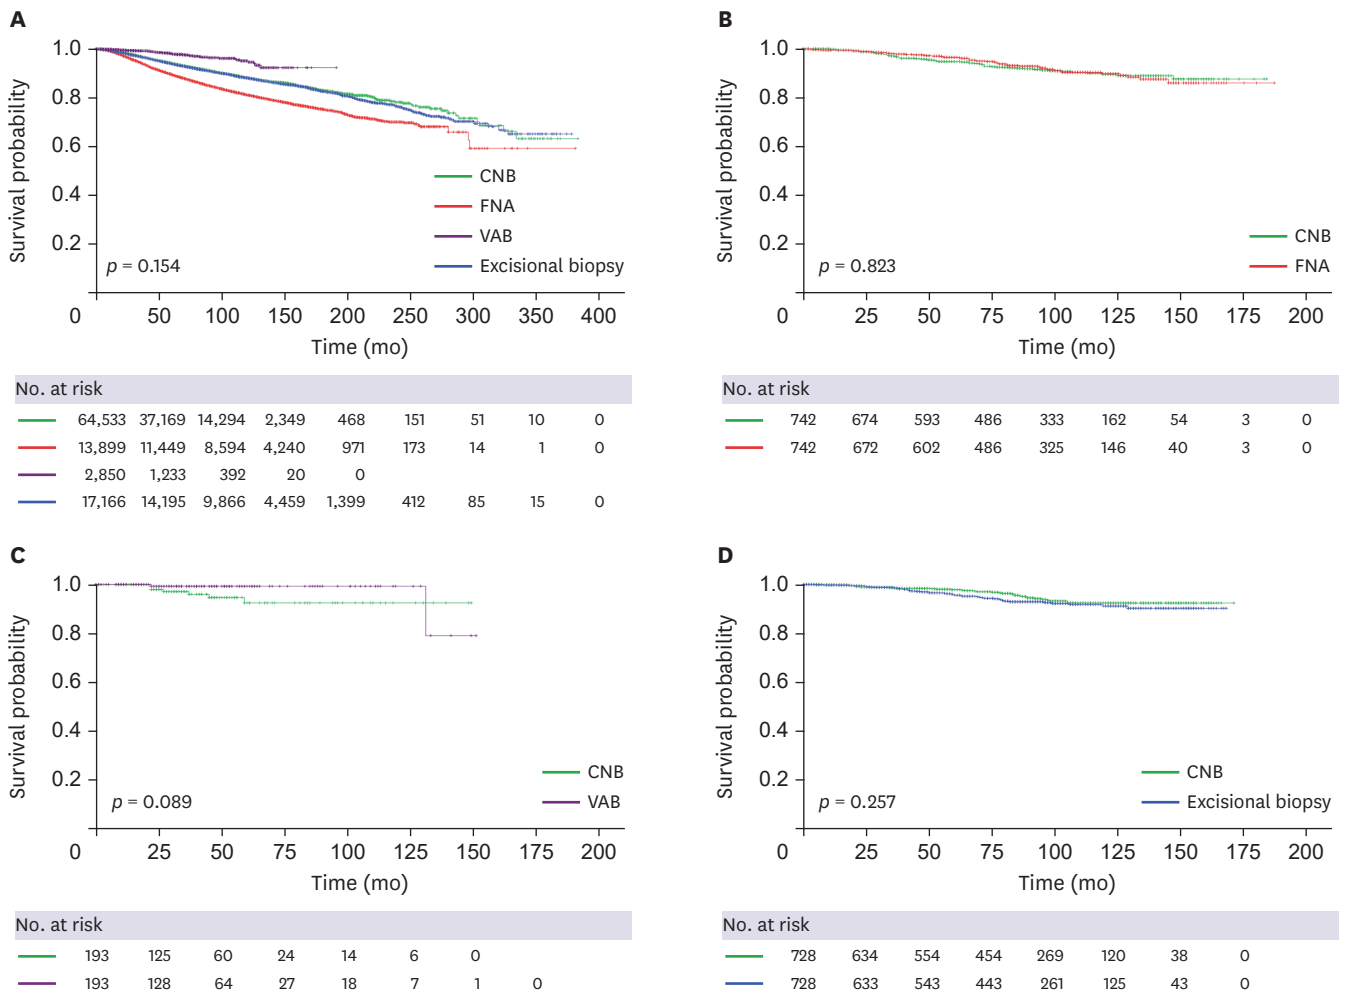 A
Survival probability
1.0
0.8
0.6
0.4
0.2
CNB
FNA
VAB
Excisional biopsy
p = 0.154
0 50 100 150 200 250 300 350 400
Time (mo)
No. at risk
64,533 37,169 14,294 2,349 468 151 51 10 0
13,899 11,449 8,594 4,240 971 173 14 1 0
2,850 1,233 392 20 0
17,166 14,195 9,866 4,459 1,399 412 85 15 0
B
Survival probability
1.0
0.8
0.6
0.4
0.2
CNB
FNA
p = 0.823
0 25 50 75 100 125 150 175 200
Time (mo)
No. at risk
742 674 593 486 333 162 54 3 0
742 672 602 486 325 146 40 3 0
C
Survival probability
1.0
0.8
0.6
0.4
0.2
CNB
VAB
p = 0.089
0 25 50 75 100 125 150 175 200
Time (mo)
No. at risk
193 125 60 24 14 6 0
193 128 64 27 18 7 1 0
D
Survival probability
1.0
0.8
0.6
0.4
0.2
CNB
Excisional biopsy
p = 0.257
0 25 50 75 100 125 150 175 200
Time (mo)
No. at risk
728 634 554 454 269 120 38 0
728 633 543 443 261 125 43 0